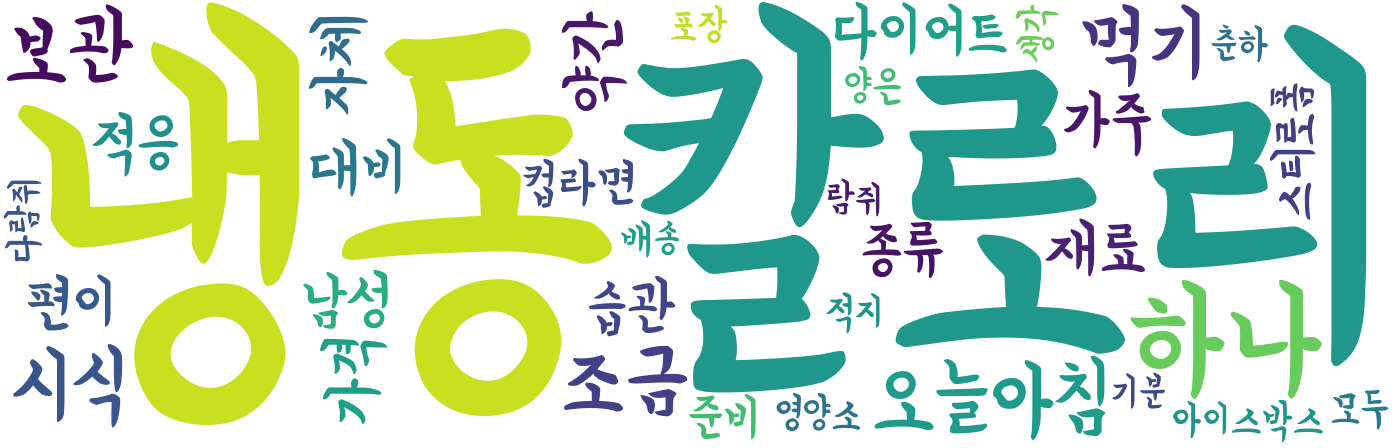 보관
자체
약간
포장
다이어트
생각
먹기
춘하
냉동
칼로리
적응
대비
컵라면
양은
가주
스티로폼
다람쥐
람쥐
배송
종류
재료
편이
남성
습관
적지
하나
시식
가격
조금
준비
영양소
오늘아침
기분
아이스박스
모두